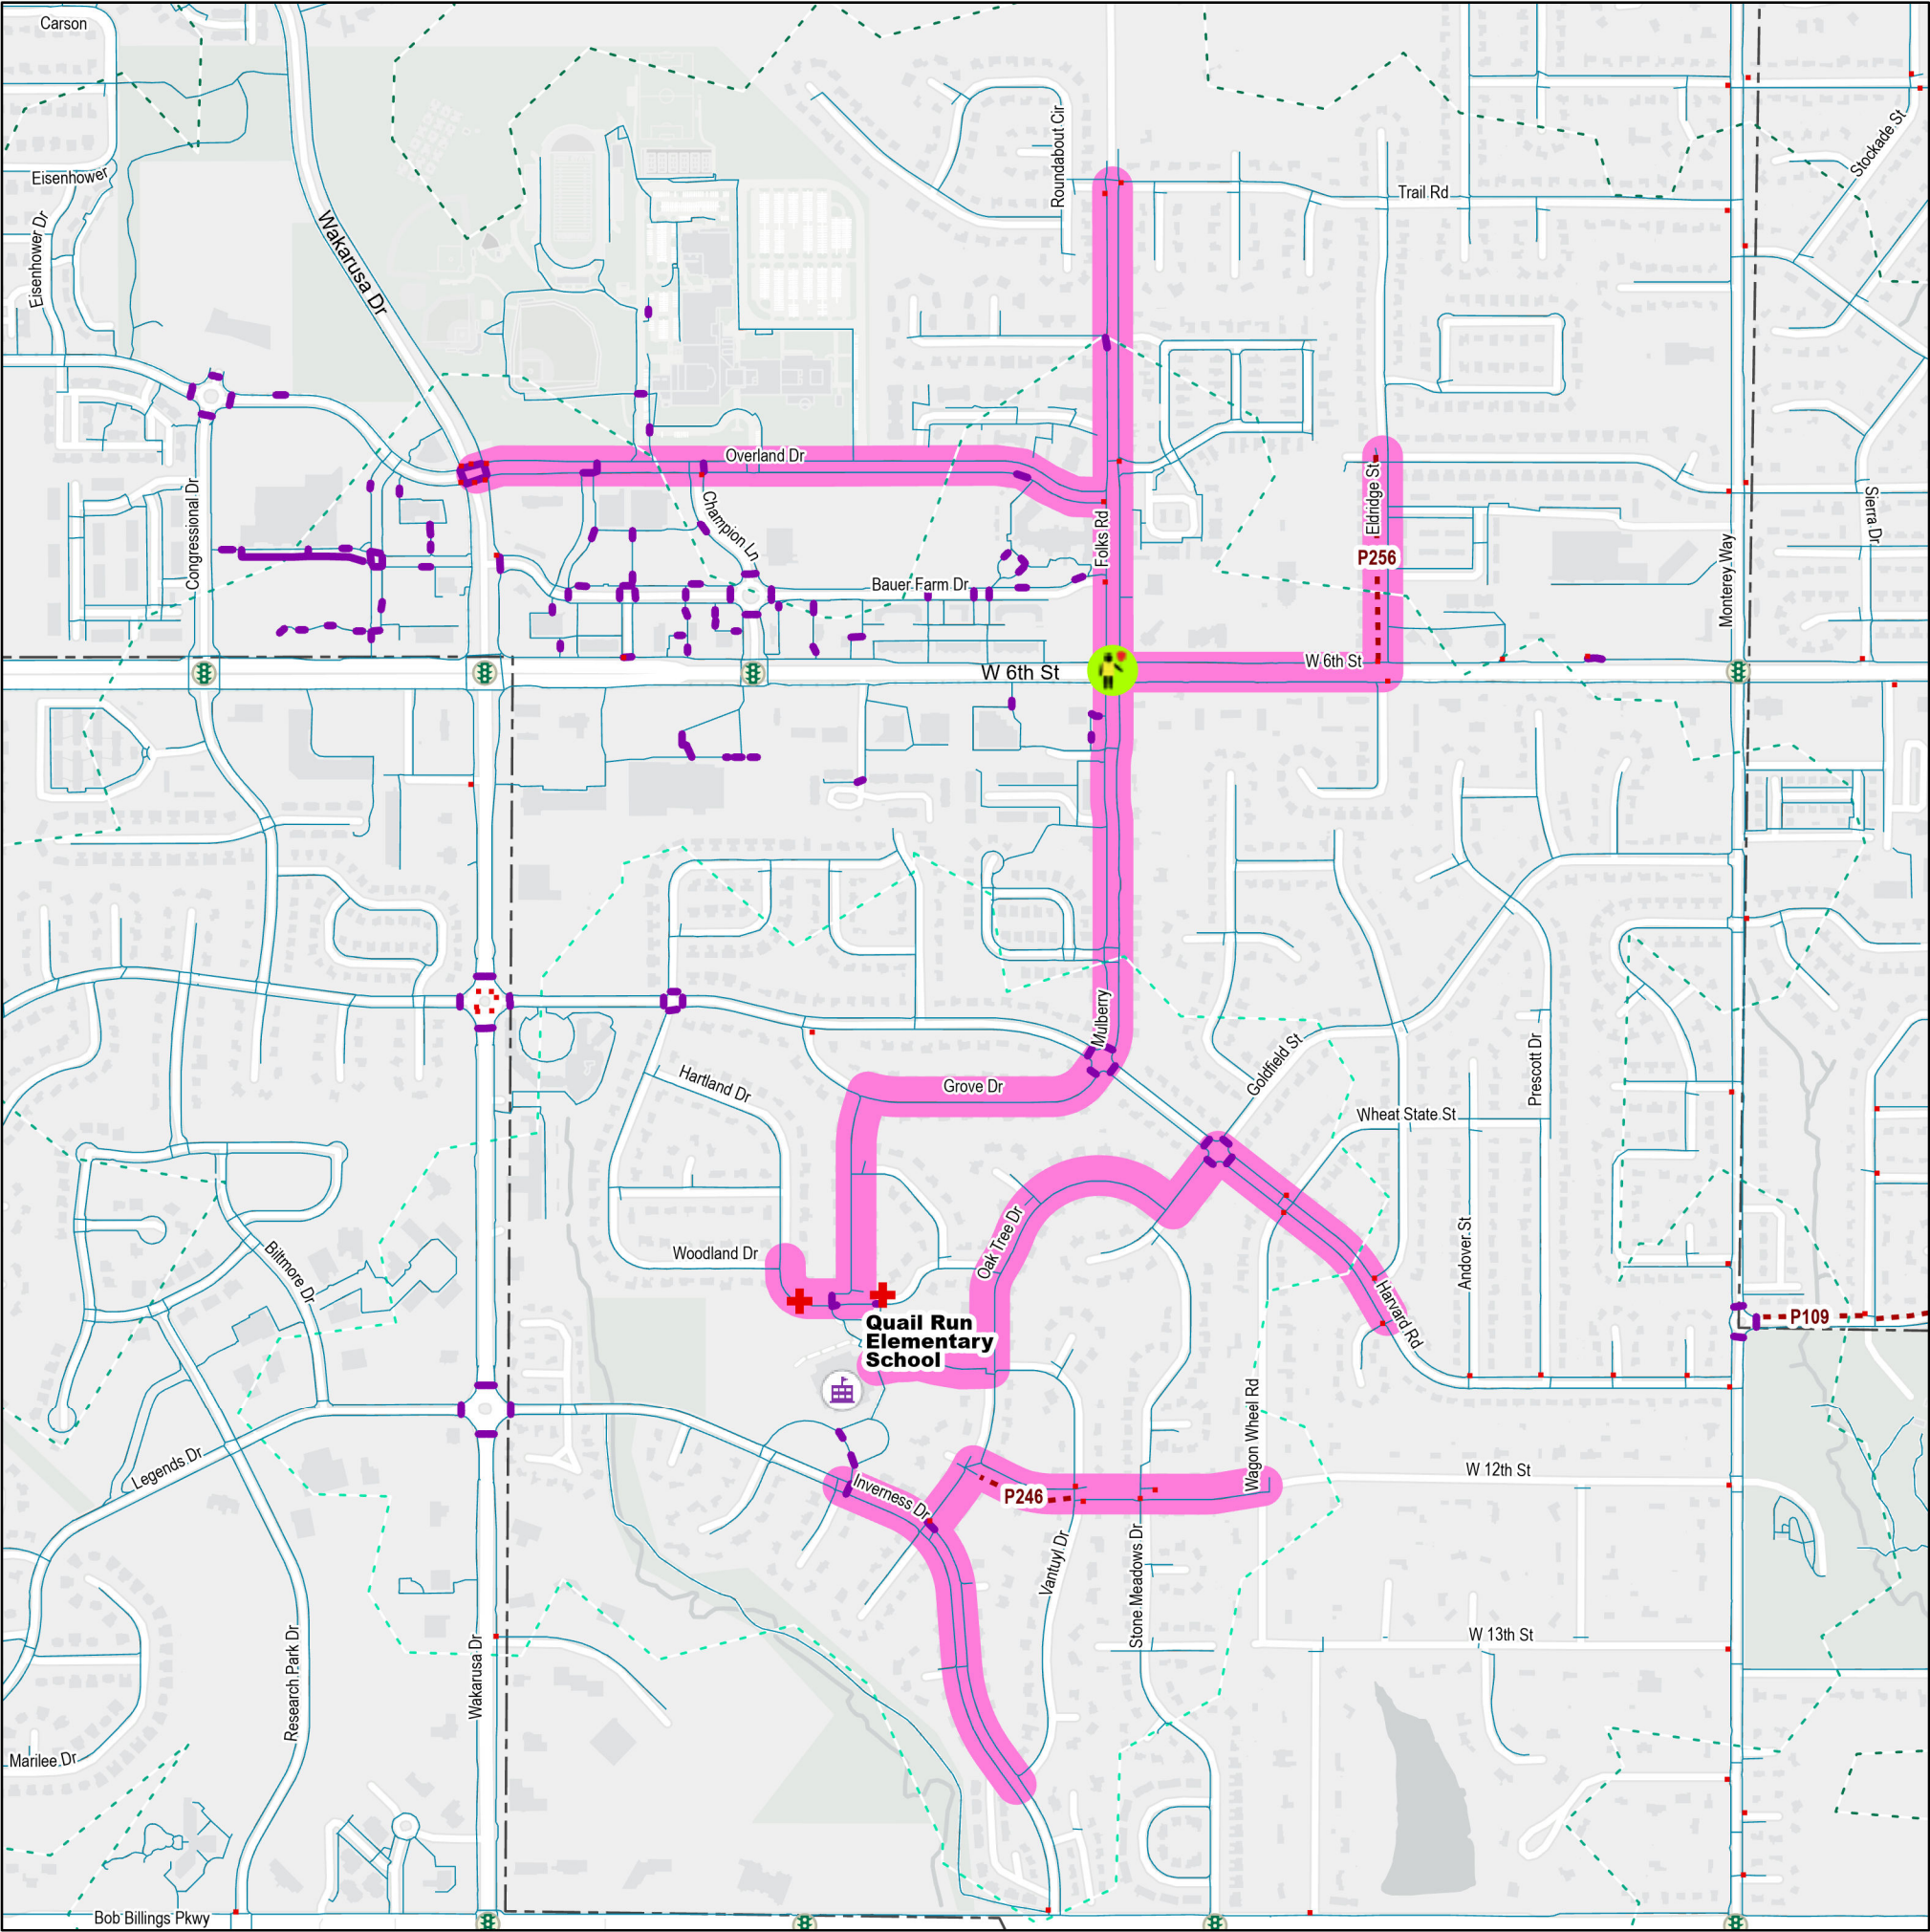 Carson
Eisenhower
Eisenhower Dr
Wakarusa Dr
Roundabout Cir
Trail Rd
Stockade St
Overland Dr
Champion Ln
Congressional Dr
Folks Rd
Eldridge St
P256
Bauer Farm Dr
Monterey Way
Sierra Dr
W 6th St
W 6th St
Mulberry
Grove Dr
Hartland Dr
Goldfield St
Wheat State St
Prescott Dr
Woodland Dr
Oak Tree Dr
Andover St
Biltmore Dr
Harvard Rd
P109
Quail Run
Elementary
School
Wagon Wheel Rd
Legends Dr
Inverness Dr
P246
W 12th St
Vantuyl Dr
Stone Meadows Dr
Research Park Dr
Wakarusa Dr
W 13th St
Marilee Dr
Bob Billings Pkwy